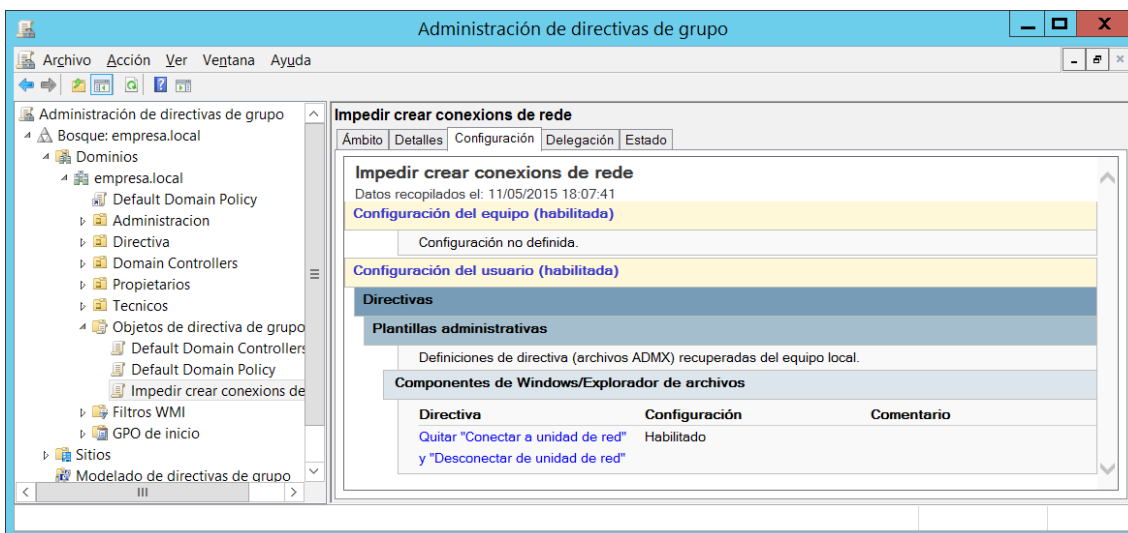 Administración de directivas de grupo
Archivo Acción Ver Ventana Ayuda
Administración de directivas de grupo
Bosque: empresa.local
Dominios
empresa.local
Default Domain Policy
Administracion
Directiva
Domain Controllers
Propietarios
Tecnicos
Objetos de directiva de grupo
Default Domain Controllers
Default Domain Policy
Impedir crear conexions de
Filtros WMI
GPO de inicio
Sitios
Modelado de directivas de grupo
Impedir crear conexions de rede
Ámbito Detalles Configuración Delegación Estado
Impedir crear conexions de rede
Datos recopilados el: 11/05/2015 18:07:41
Configuración del equipo (habilitada)
Configuración no definida.
Configuración del usuario (habilitada)
Directivas
Plantillas administrativas
Definiciones de directiva (archivos ADMX) recuperadas del equipo local.
Componentes de Windows/Explorador de archivos
Directiva Configuración Comentario
Quitar "Conectar a unidad de red" Habilitado
y "Desconectar de unidad de red"